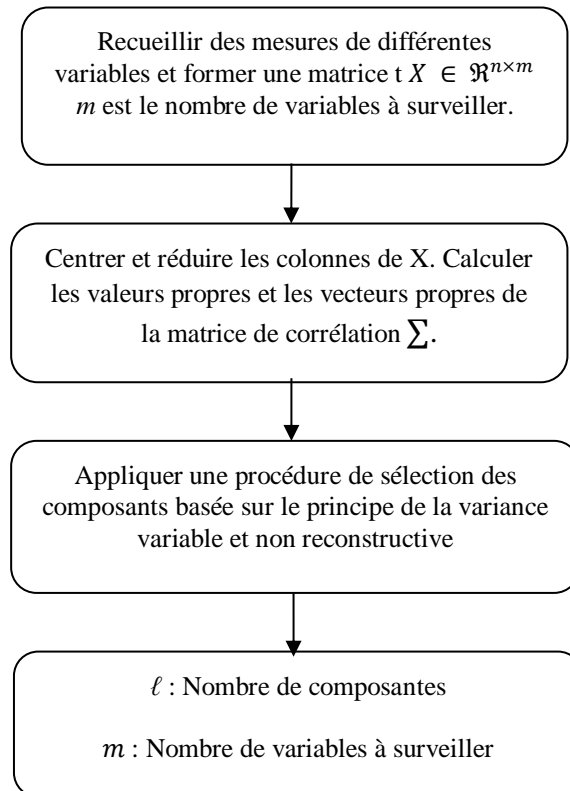 Recueillir des mesures de différentes
variables et former une matrice t X ∈ ℜⁿˣᵐ
m est le nombre de variables à surveiller.
Centrer et réduire les colonnes de X. Calculer
les valeurs propres et les vecteurs propres de
la matrice de corrélation ∑.
Appliquer une procédure de sélection des
composants basée sur le principe de la variance
variable et non reconstructive
ℓ : Nombre de composantes
m : Nombre de variables à surveiller